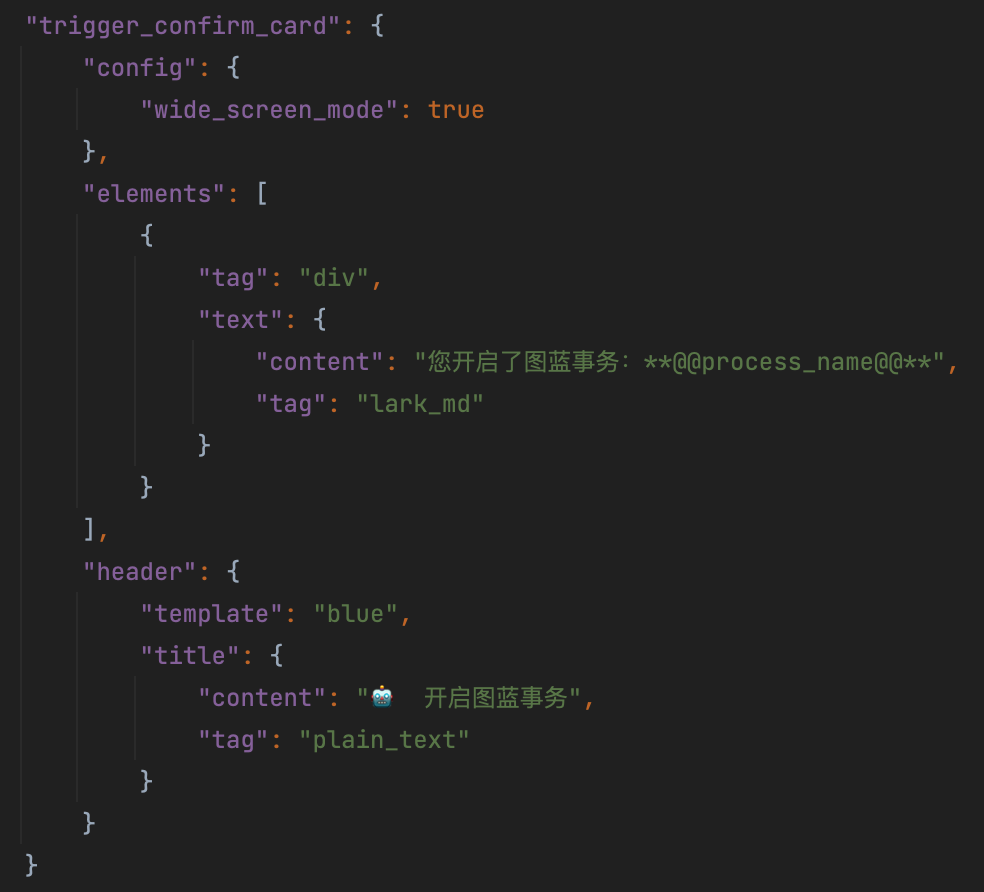 "trigger_confirm_card": {
    "config": {
        "wide_screen_mode": true
    },
    "elements": [
        {
            "tag": "div",
            "text": {
                "content": "您开启了图蓝事务：**@@process_name@@**",
                "tag": "lark_md"
            }
        }
    ],
    "header": {
        "template": "blue",
        "title": {
            "content": "🤖  开启图蓝事务",
            "tag": "plain_text"
        }
    }
}